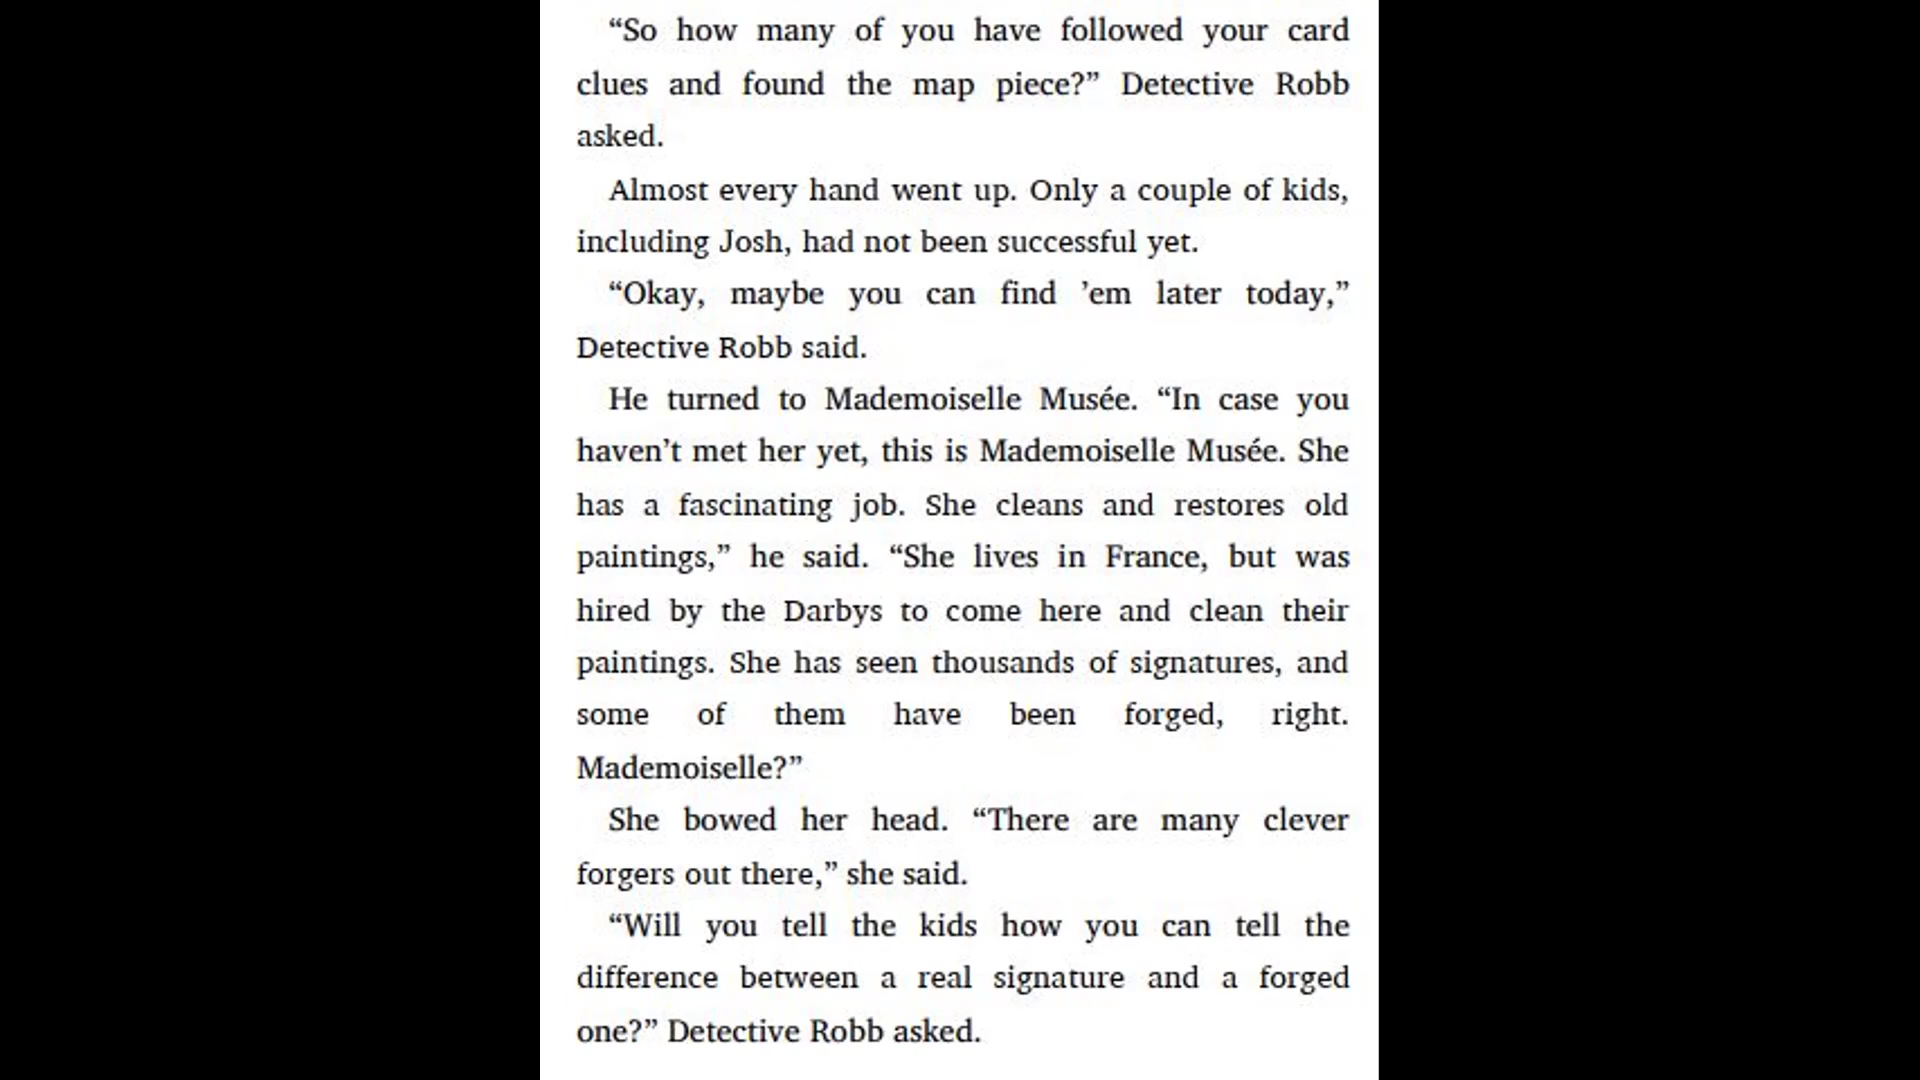 “So how many of you have followed your card
clues and found the map piece?” Detective Robb
asked.
Almost every hand went up. Only a couple of kids,
including Josh, had not been successful yet.
“Okay, maybe you can find ’em later today,”
Detective Robb said.
He turned to Mademoiselle Musée. “In case you
haven’t met her yet, this is Mademoiselle Musée. She
has a fascinating job. She cleans and restores old
paintings,” he said. “She lives in France, but was
hired by the Darbys to come here and clean their
paintings. She has seen thousands of signatures, and
some of them have been forged, right.
Mademoiselle?”
She bowed her head. “There are many clever
forgers out there,” she said.
“Will you tell the kids how you can tell the
difference between a real signature and a forged
one?” Detective Robb asked.